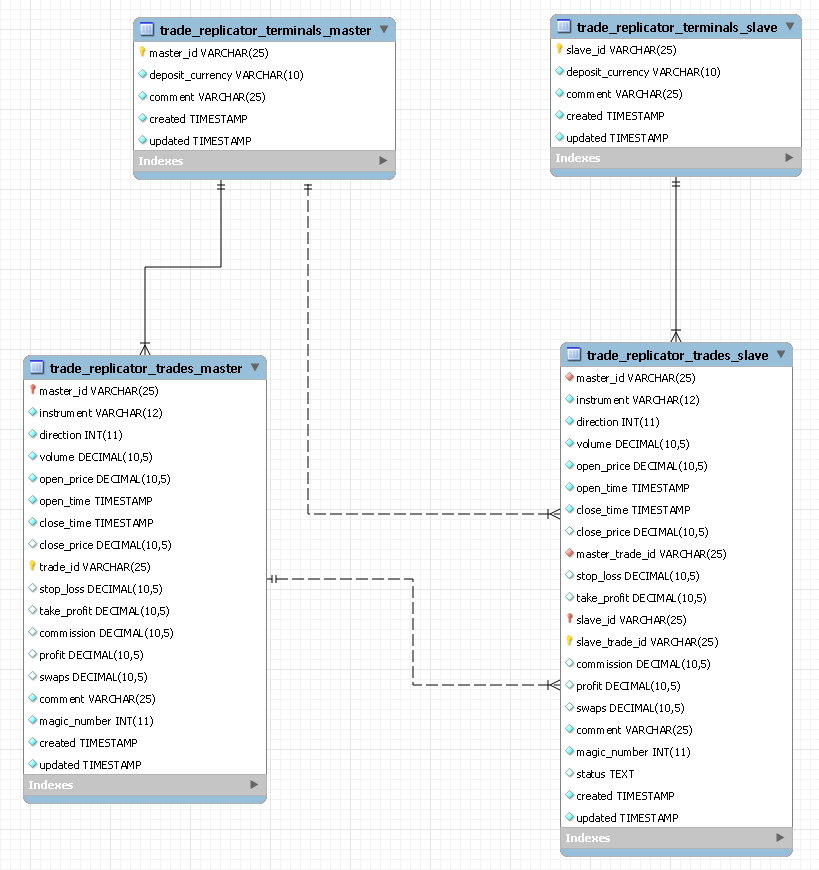 trade_replicator_terminals_master
master_id VARCHAR(25)
deposit_currency VARCHAR(10)
comment VARCHAR(25)
created TIMESTAMP
updated TIMESTAMP
Indexes
trade_replicator_terminals_slave
slave_id VARCHAR(25)
deposit_currency VARCHAR(10)
comment VARCHAR(25)
created TIMESTAMP
updated TIMESTAMP
Indexes
trade_replicator_trades_master
master_id VARCHAR(25)
instrument VARCHAR(12)
direction INT(11)
volume DECIMAL(10,5)
open_price DECIMAL(10,5)
open_time TIMESTAMP
close_time TIMESTAMP
close_price DECIMAL(10,5)
trade_id VARCHAR(25)
stop_loss DECIMAL(10,5)
take_profit DECIMAL(10,5)
commission DECIMAL(10,5)
profit DECIMAL(10,5)
swaps DECIMAL(10,5)
comment VARCHAR(25)
magic_number INT(11)
created TIMESTAMP
updated TIMESTAMP
Indexes
trade_replicator_trades_slave
master_id VARCHAR(25)
instrument VARCHAR(12)
direction INT(11)
volume DECIMAL(10,5)
open_price DECIMAL(10,5)
open_time TIMESTAMP
close_time TIMESTAMP
close_price DECIMAL(10,5)
master_trade_id VARCHAR(25)
stop_loss DECIMAL(10,5)
take_profit DECIMAL(10,5)
slave_id VARCHAR(25)
slave_trade_id VARCHAR(25)
commission DECIMAL(10,5)
profit DECIMAL(10,5)
swaps DECIMAL(10,5)
comment VARCHAR(25)
magic_number INT(11)
status TEXT
created TIMESTAMP
updated TIMESTAMP
Indexes